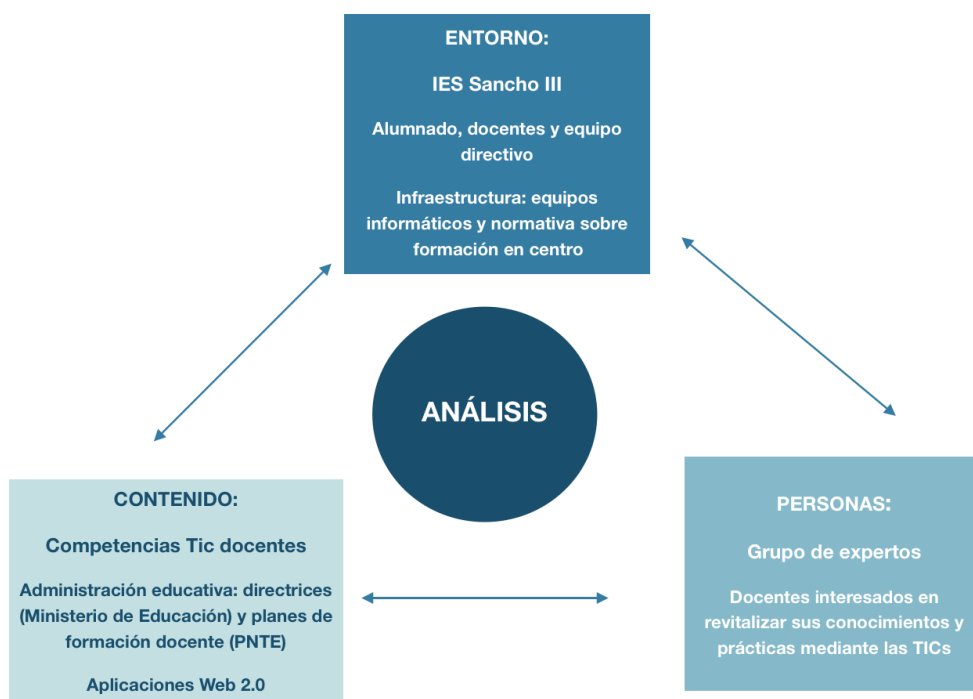 ENTORNO:
IES Sancho III
Alumnado, docentes y equipo
directivo
Infraestructura: equipos
informáticos y normativa sobre
formación en centro
ANÁLISIS
CONTENIDO:
Competencias Tic docentes
Administración educativa: directrices
(Ministerio de Educación) y planes de
formación docente (PNTE)
Aplicaciones Web 2.0
PERSONAS:
Grupo de expertos
Docentes interesados en
revitalizar sus conocimientos y
prácticas mediante las TICs